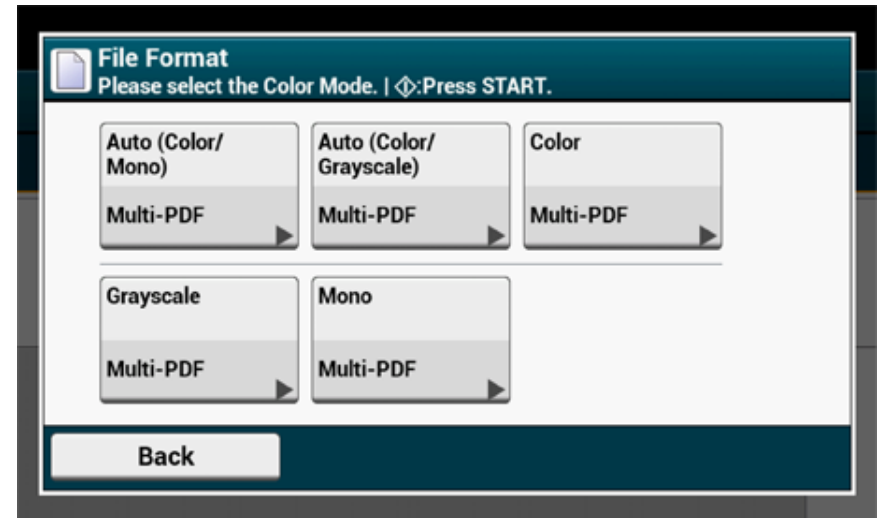 File Format
Please select the Color Mode. | :Press START.
Auto (Color/
Mono)
Multi-PDF
Auto (Color/
Grayscale)
Multi-PDF
Color
Multi-PDF
Grayscale
Multi-PDF
Mono
Multi-PDF
Back